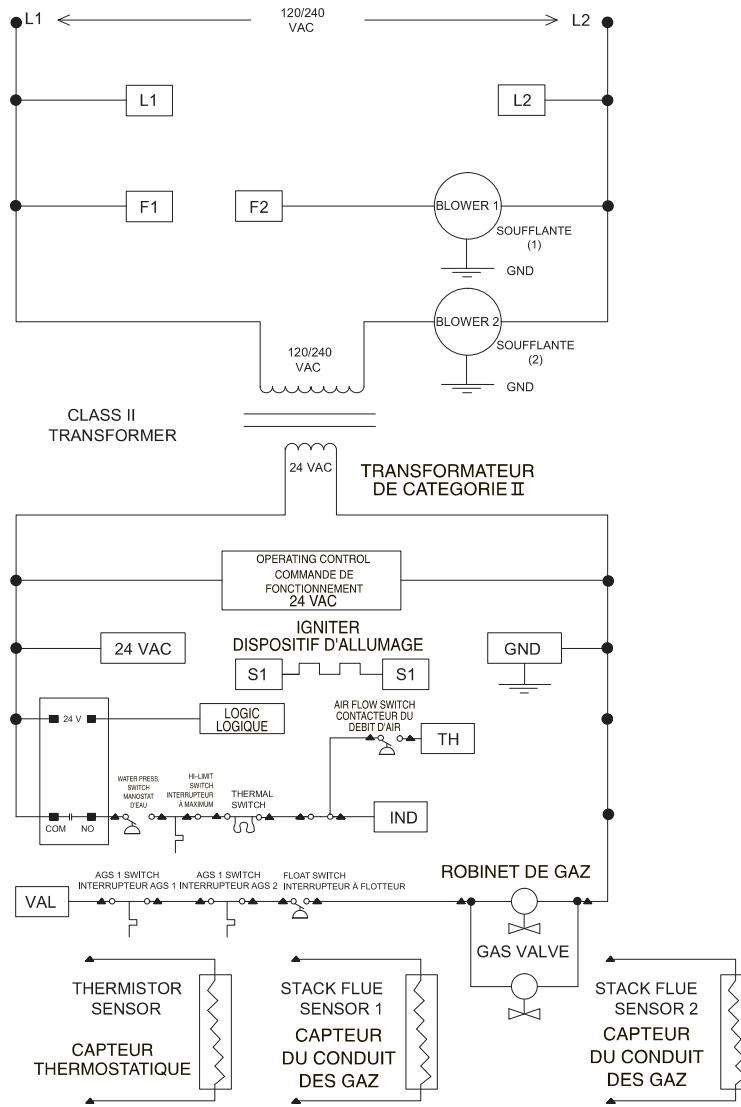 L1
120/240
VAC
L2
L1
L2
F1
F2
BLOWER 1
SOUFFLANTE
(1)
GND
BLOWER 2
SOUFFLANTE
(2)
GND
120/240
VAC
CLASS II
TRANSFORMER
24 VAC
TRANSFORMATEUR
DE CATEGORIE II
OPERATING CONTROL
COMMANDE DE
FONCTIONNEMENT
24 VAC
IGNITER
DISPOSITIF D'ALLUMAGE
24 VAC
GND
S1
S1
24 V
LOGIC
LOGIQUE
AIR FLOW SWITCH
CONTACTEUR DU
DEBIT D'AIR
TH
WATER PRESS,
SWITCH
MANOSTAT
D'EAU
HI-LIMIT
SWITCH
INTERRUPTEUR
À MAXIMUM
THERMAL
SWITCH
IND
COM
NO
VAL
AGS 1 SWITCH
INTERRUPTEUR AGS 1
AGS 1 SWITCH
INTERRUPTEUR AGS 2
FLOAT SWITCH
INTERRUPTEUR À FLOTTEUR
ROBINET DE GAZ
GAS VALVE
THERMISTOR
SENSOR
CAPTEUR
THERMOSTATIQUE
STACK FLUE
SENSOR 1
CAPTEUR
DU CONDUIT
DES GAZ
STACK FLUE
SENSOR 2
CAPTEUR
DU CONDUIT
DES GAZ